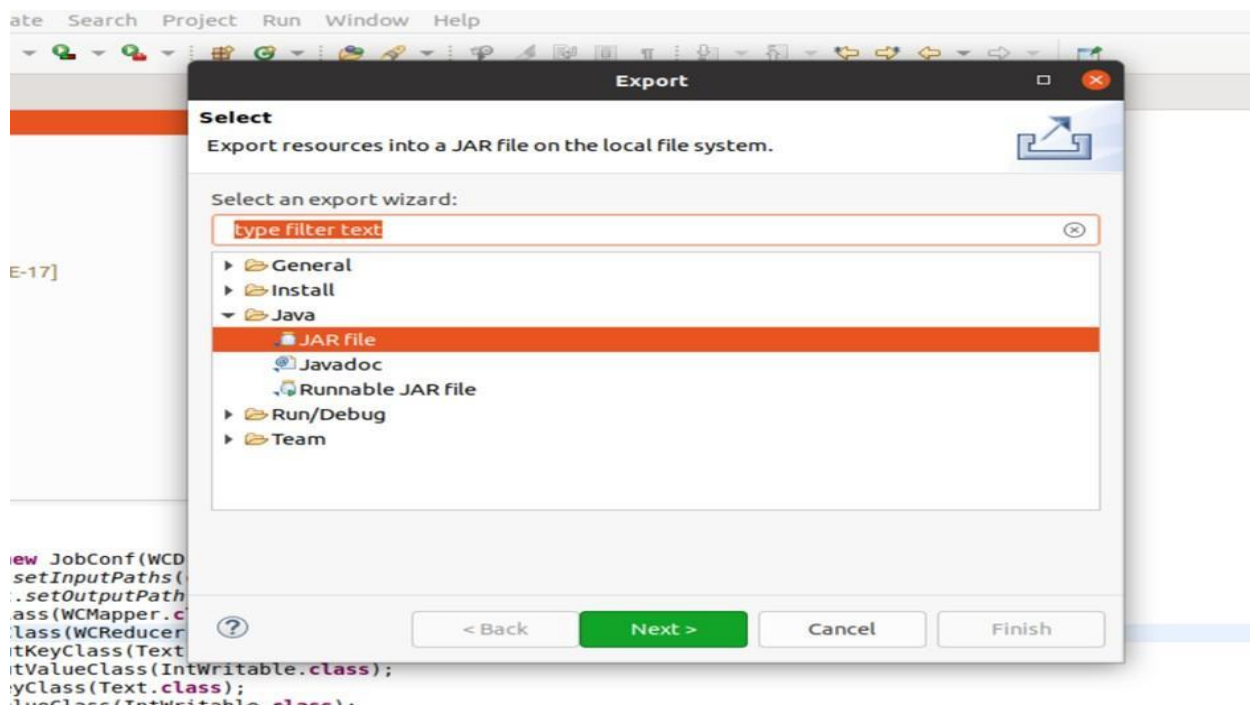 ate Search Project Run Window Help
Export
Select
Export resources into a JAR file on the local file system.
Select an export wizard:
type filter text
General
Install
Java
JAR file
Javadoc
Runnable JAR file
Run/Debug
Team
E-17]
ew JobConf(WCD
setInputPaths(
.setOutputPath
ass(WCMapper.c
lass(WCReducer
tKeyClass(Text
tValueClass(IntWritable.class);
yClass(Text.class);
lueClass(IntWritable.class);
< Back
Next >
Cancel
Finish